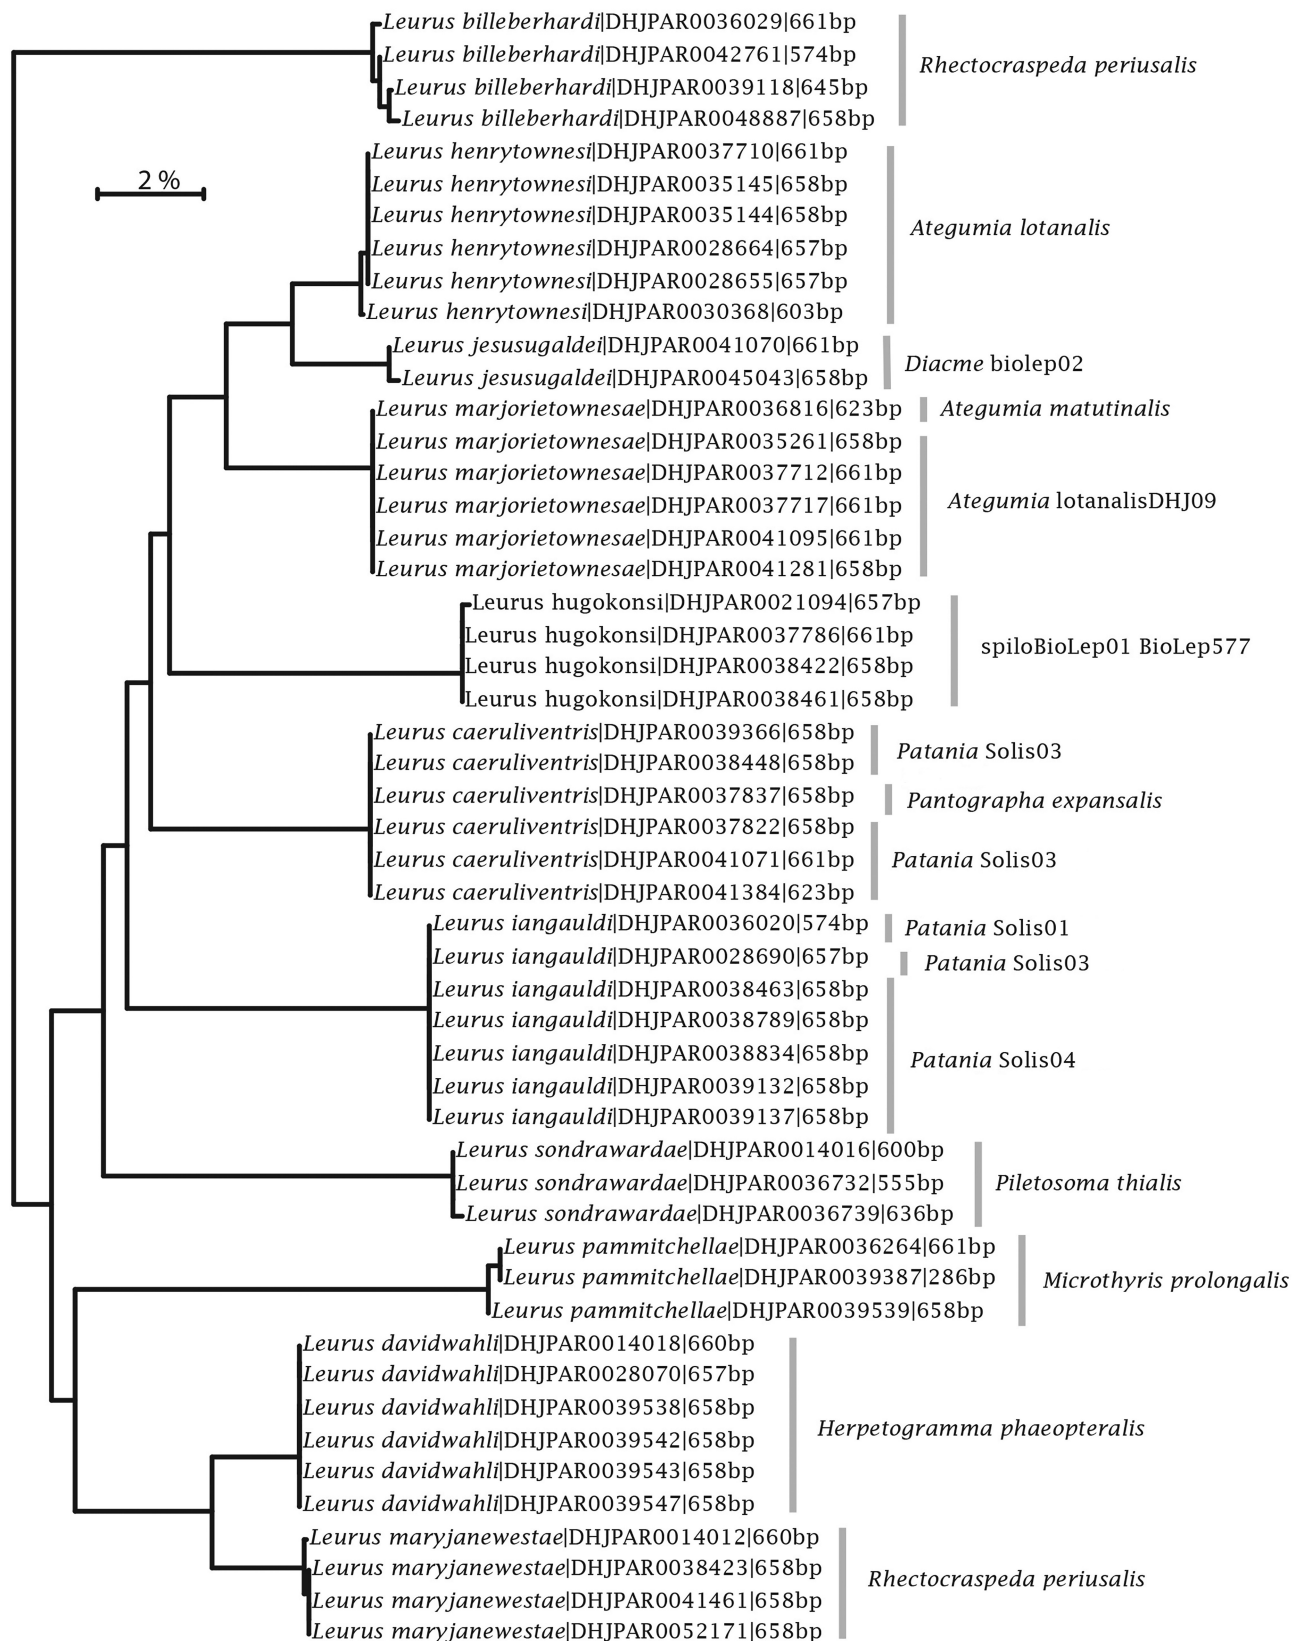 Leurus billeberhardi|DHJPAR0036029|661bp
Leurus billeberhardi|DHJPAR0042761|574bp
Rhectocraspeda periusalis
Leurus billeberhardi|DHJPAR0039118|645bp
Leurus billeberhardi|DHJPAR0048887|658bp
Leurus henrytownesi|DHJPAR0037710|661bp
2 %
Leurus henrytownesi|DHJPAR0035145|658bp
Leurus henrytownesi|DHJPAR0035144|658bp
Ategumia lotanalis
Leurus henrytownesi|DHJPAR0028664|657bp
Leurus henrytownesi|DHJPAR0028655|657bp
Leurus henrytownesi|DHJPAR0030368|603bp
Leurus jesusugaldei|DHJPAR0041070|661bp
Diacme biolep02
Leurus jesusugaldei|DHJPAR0045043|658bp
Leurus marjorietownesae|DHJPAR0036816|623bp
Ategumia matutinalis
Leurus marjorietownesae|DHJPAR0035261|658bp
Leurus marjorietownesae|DHJPAR0037712|661bp
Ategumia lotanalisDHJ09
Leurus marjorietownesae|DHJPAR0037717|661bp
Leurus marjorietownesae|DHJPAR0041095|661bp
Leurus marjorietownesae|DHJPAR0041281|658bp
Leurus hugokonsi|DHJPAR0021094|657bp
Leurus hugokonsi|DHJPAR0037786|661bp
spiloBioLep01 BioLep577
Leurus hugokonsi|DHJPAR0038422|658bp
Leurus hugokonsi|DHJPAR0038461|658bp
Leurus caeruliventris|DHJPAR0039366|658bp
Patania Solis03
Leurus caeruliventris|DHJPAR0038448|658bp
Leurus caeruliventris|DHJPAR0037837|658bp
Pantographa expansalis
Leurus caeruliventris|DHJPAR0037822|658bp
Leurus caeruliventris|DHJPAR0041071|661bp
Patania Solis03
Leurus caeruliventris|DHJPAR0041384|623bp
Leurus iangauldi|DHJPAR0036020|574bp
Patania Solis01
Leurus iangauldi|DHJPAR0028690|657bp
Patania Solis03
Leurus iangauldi|DHJPAR0038463|658bp
Leurus iangauldi|DHJPAR0038789|658bp
Leurus iangauldi|DHJPAR0038834|658bp
Patania Solis04
Leurus iangauldi|DHJPAR0039132|658bp
Leurus iangauldi|DHJPAR0039137|658bp
Leurus sondrawardae|DHJPAR0014016|600bp
Leurus sondrawardae|DHJPAR0036732|555bp
Piletosoma thialis
Leurus sondrawardae|DHJPAR0036739|636bp
Leurus pammitchellae|DHJPAR0036264|661bp
Leurus pammitchellae|DHJPAR0039387|286bp
Microthyris prolongalis
Leurus pammitchellae|DHJPAR0039539|658bp
Leurus davidwahli|DHJPAR0014018|660bp
Leurus davidwahli|DHJPAR0028070|657bp
Leurus davidwahli|DHJPAR0039538|658bp
Herpetogramma phaeopteralis
Leurus davidwahli|DHJPAR0039542|658bp
Leurus davidwahli|DHJPAR0039543|658bp
Leurus davidwahli|DHJPAR0039547|658bp
Leurus maryjanewestae|DHJPAR0014012|660bp
Leurus maryjanewestae|DHJPAR0038423|658bp
Rhectocraspeda periusalis
Leurus maryjanewestae|DHJPAR0041461|658bp
Leurus maryjanewestae|DHJPAR0052171|658bp